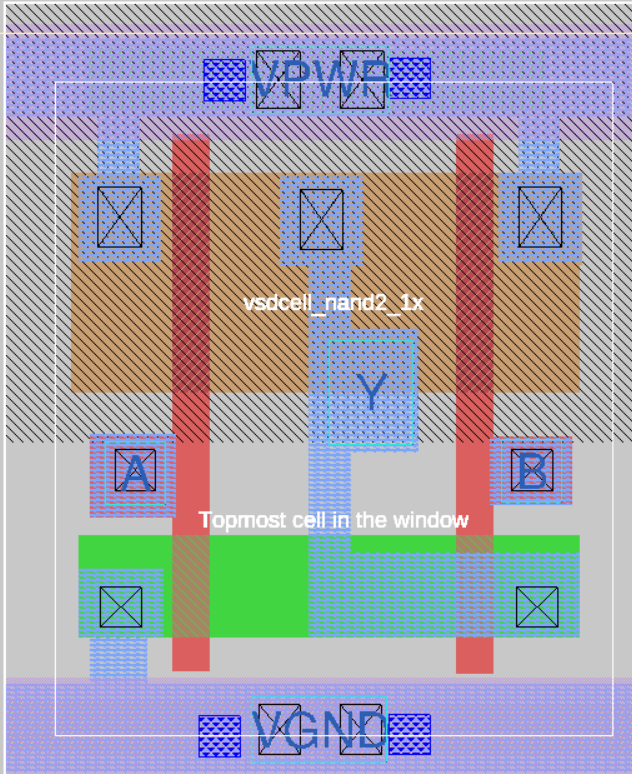 VPWR
vsdcell_nand2_1x
Y
A
B
Topmost cell in the window
VGND